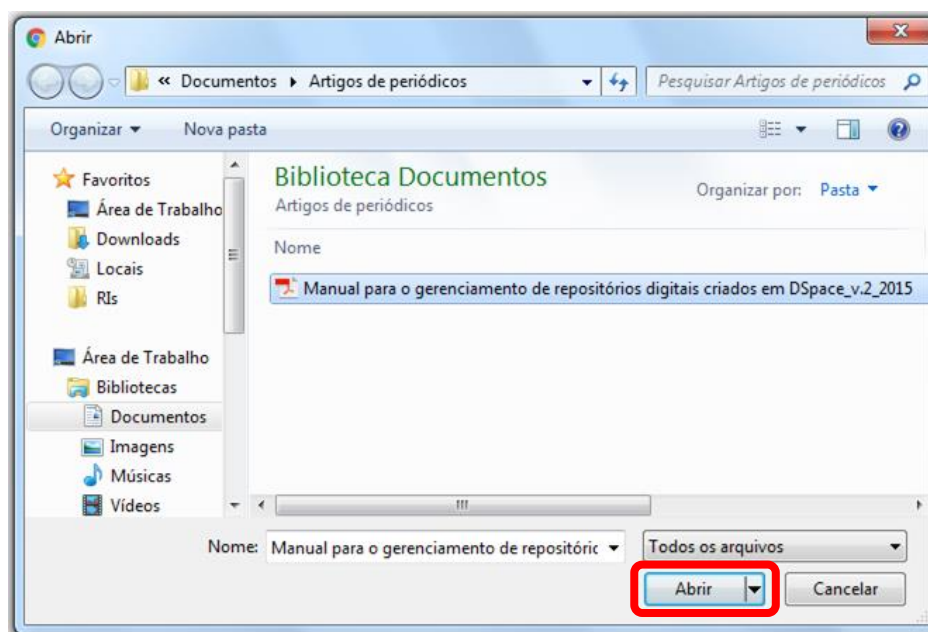 Abrir
« Documentos ▸ Artigos de periódicos
Pesquisar Artigos de periódicos
Organizar
Nova pasta
Favoritos
Área de Trabalho
Downloads
Locais
RIs
Área de Trabalho
Bibliotecas
Documentos
Imagens
Músicas
Vídeos
Biblioteca Documentos
Artigos de periódicos
Organizar por: Pasta
Nome
Manual para o gerenciamento de repositórios digitais criados em DSpace_v.2_2015
Nome: Manual para o gerenciamento de repositóric
Todos os arquivos
Abrir
Cancelar